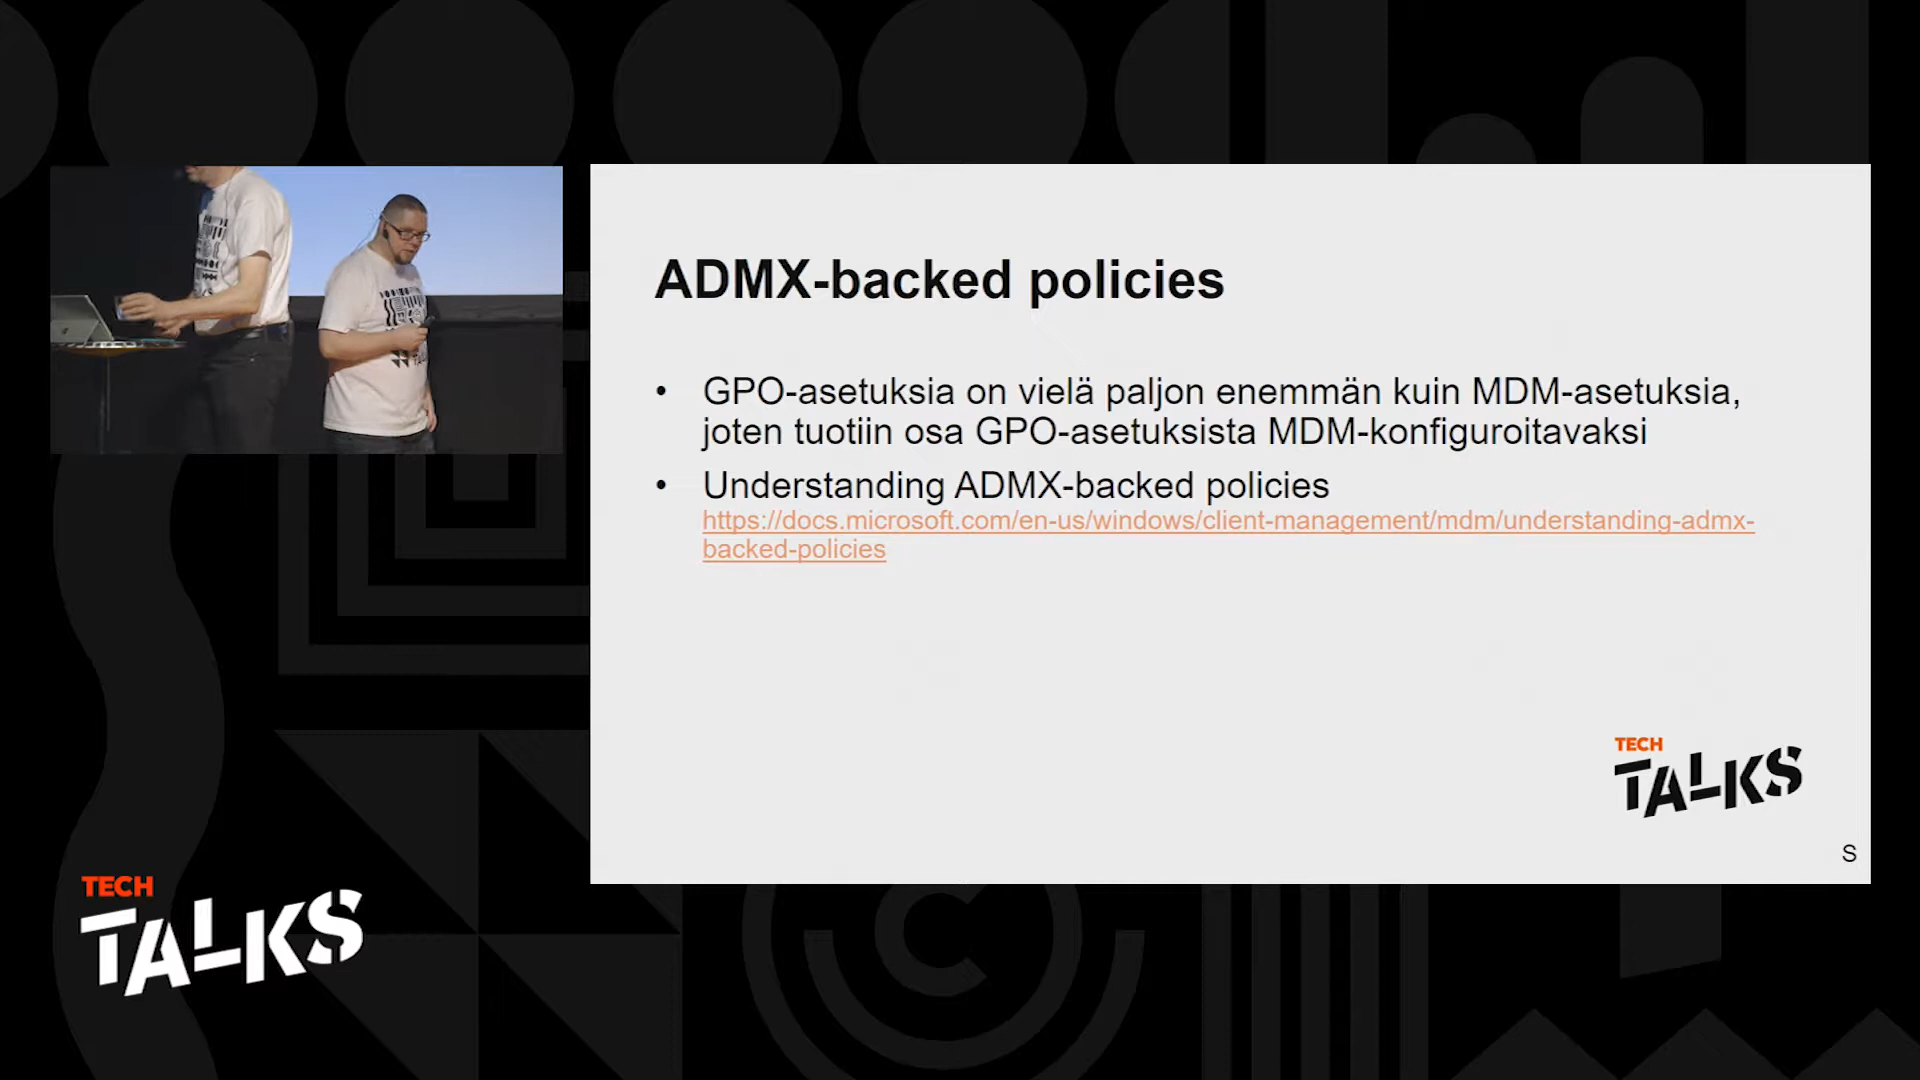 ADMX-backed policies
• GPO-asetuksia on vielä paljon enemmän kuin MDM-asetuksia,
joten tuotiin osa GPO-asetuksista MDM-konfiguroitavaksi
• Understanding ADMX-backed policies
https://docs.microsoft.com/en-us/windows/client-management/mdm/understanding-admx-
backed-policies
TECH
TALKS
S
TECH
TALKS